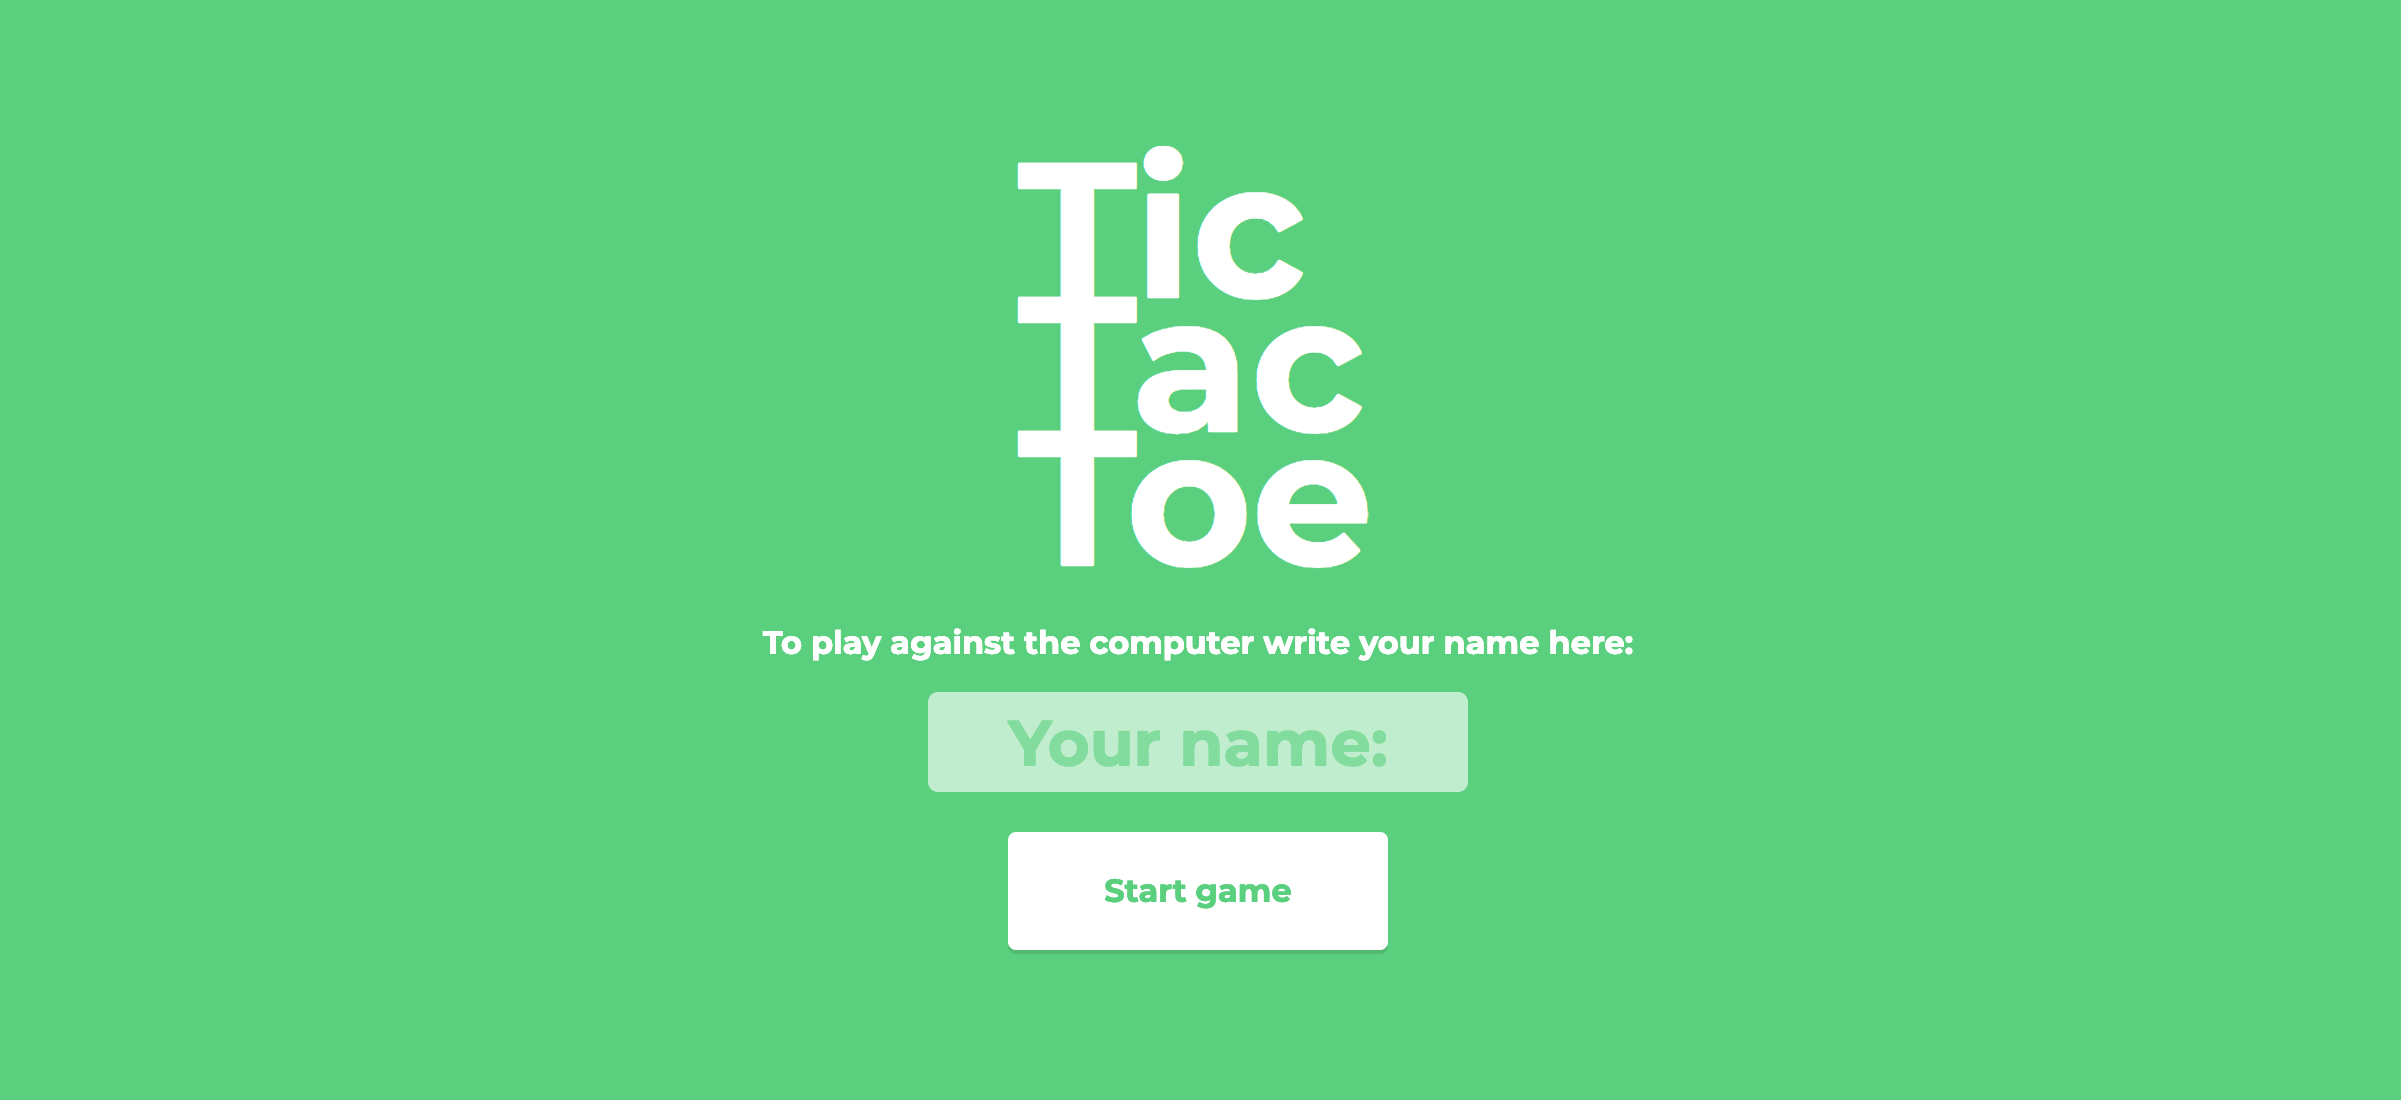 Tic
Tac
Toe
To play against the computer write your name here:
Your name:
Start game